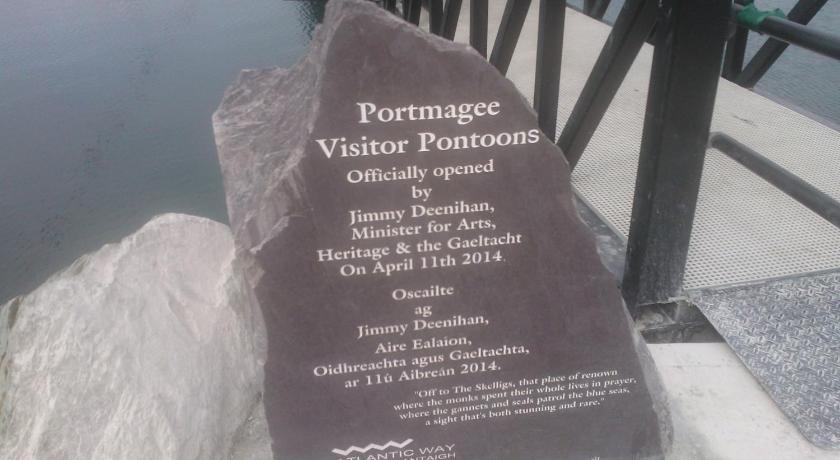 Portmagee
Visitor Pontoons
Officially opened
by
Jimmy Deenihan,
Minister for Arts,
Heritage & the Gaeltacht
On April 11th 2014.
Oscailte
ag
Jimmy Deenihan,
Aire Ealaíon,
Oidhreachta agus Gaeltachta,
ar 11ú Aibreán 2014.
"Off to The Skelligs, that place of renown
where the monks spent their whole lives in prayer,
where the gannets and seals patrol the blue seas,
a sight that's both stunning and rare."
ATLANTIC WAY